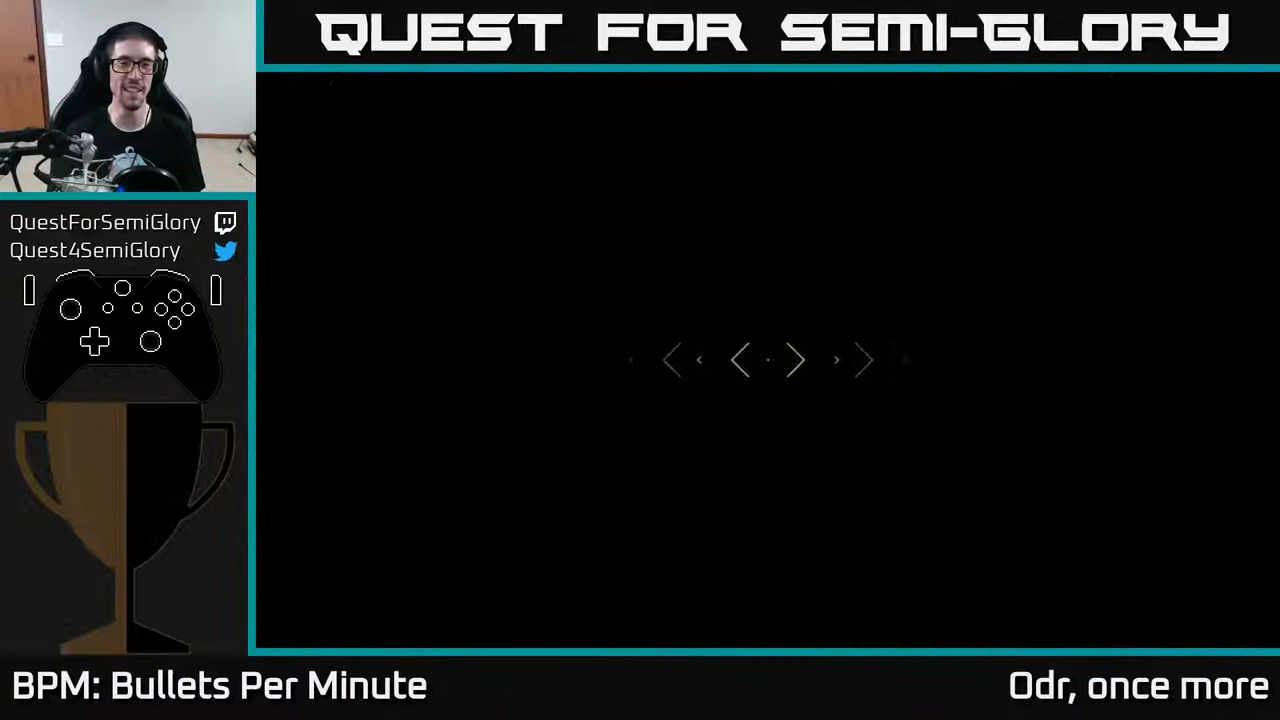 QUEST FOR SEMI-GLORY
QuestForSemiGlory
Quest4SemiGlory
BPM: Bullets Per Minute
Odr, once more